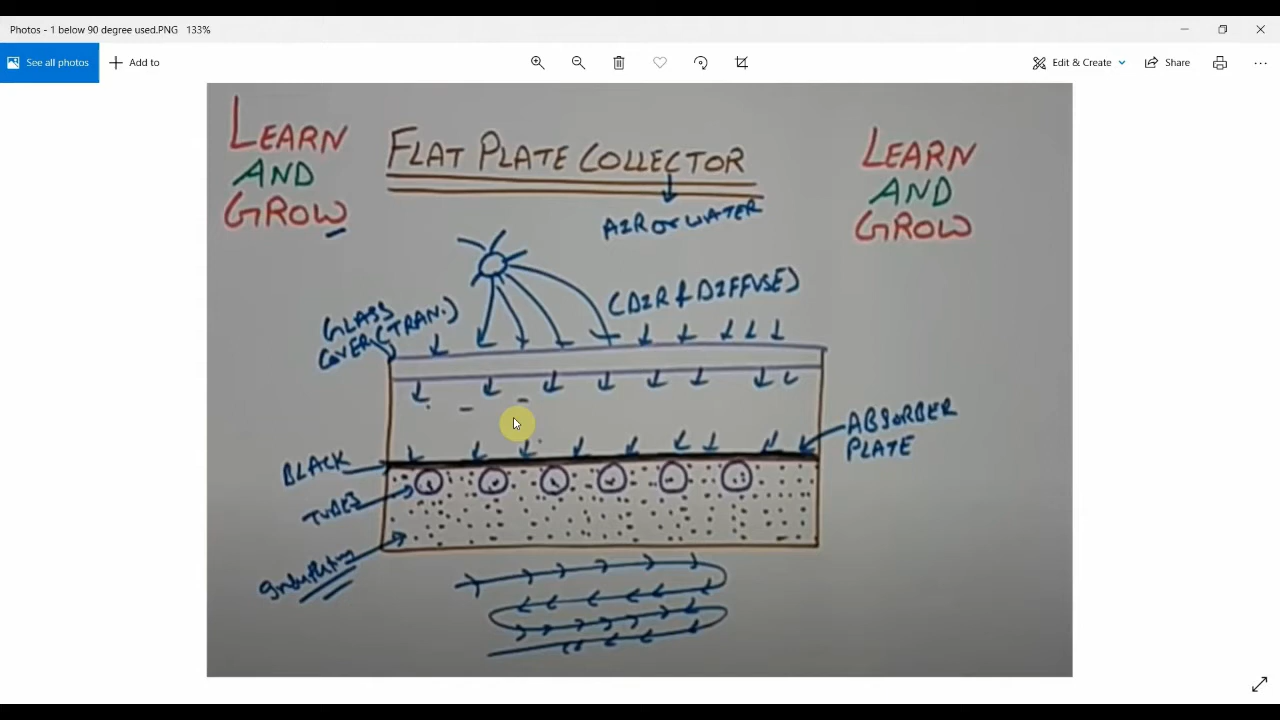 Photos - 1 below 90 degree used.PNG 133%
See all photos
Add to
Edit & Create
Share
LEARN
AND
GROW
FLAT PLATE COLLECTOR
AIR or WATER
LEARN
AND
GROW
(DIR & DIFFUSE)
GLASS
COVER (TRAN.)
ABSORBER
PLATE
BLACK
TUBES